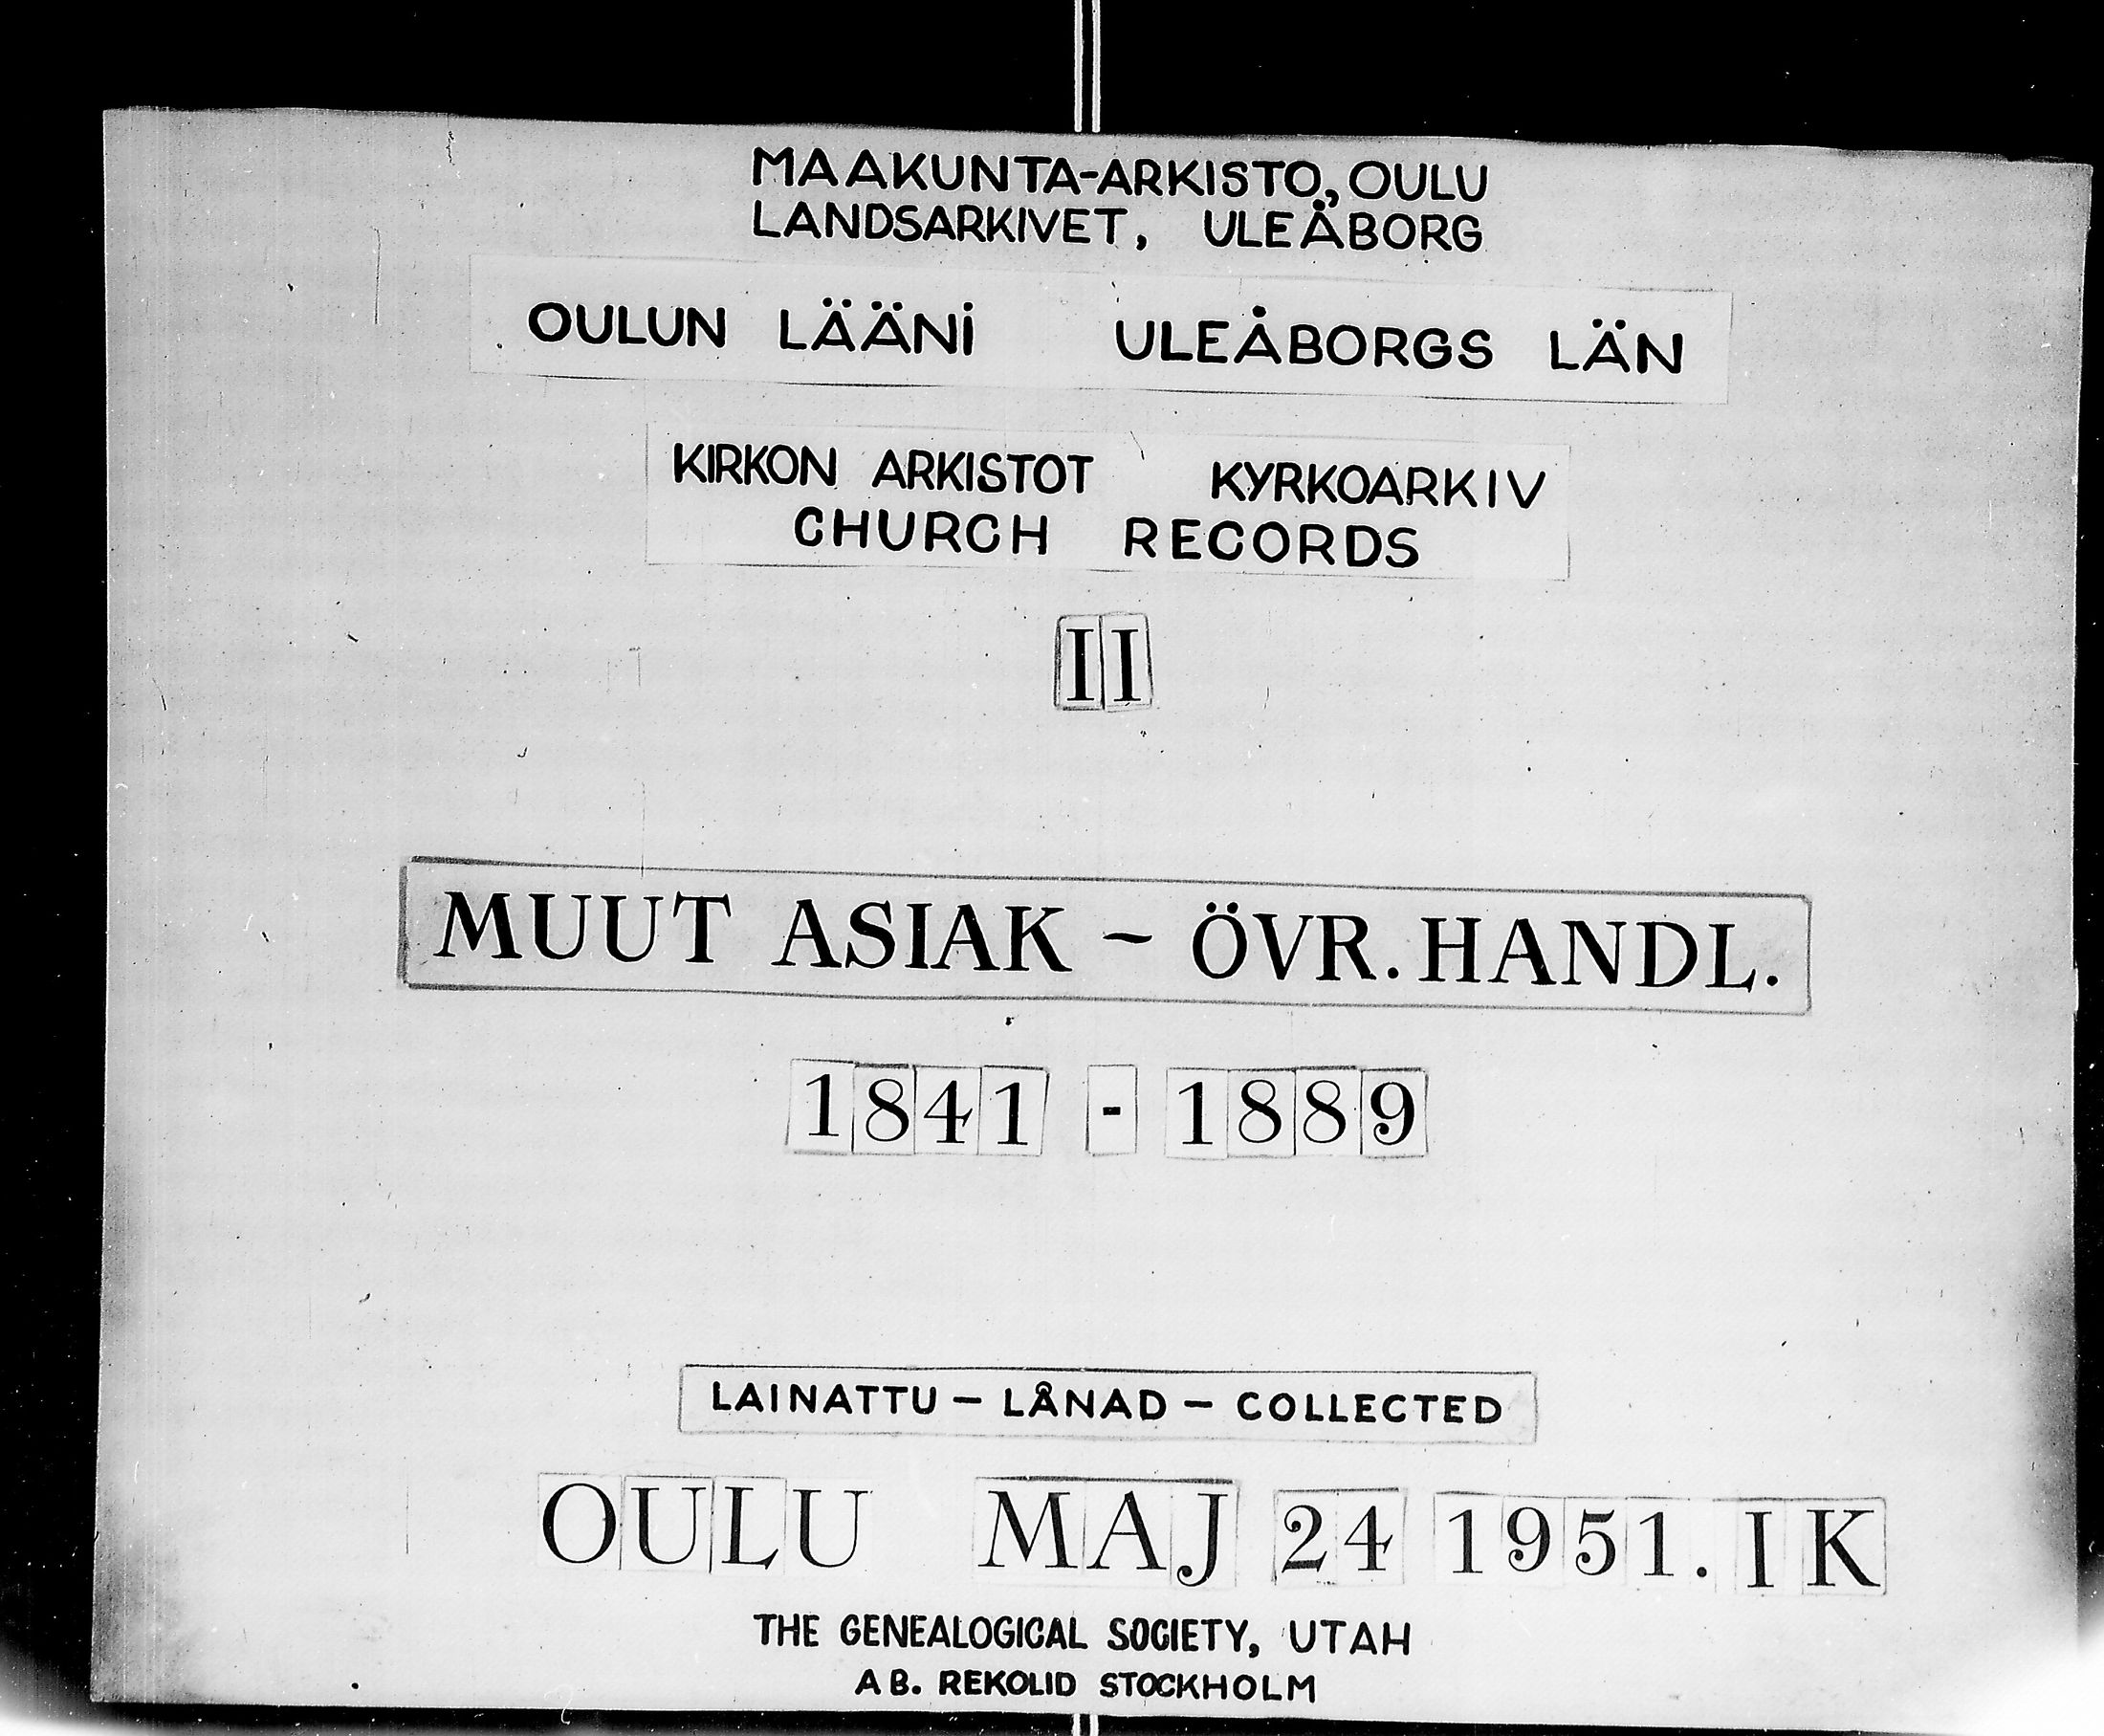 MAAKUNTA-ARKISTO, OULU
LANDSARKIVET, ULEÅBORG
OULUN LÄÄNI ULEÅBORGS LÄN
KIRKON ARKISTOT KYRKOARKIV
CHURCH RECORDS
II
MUUT ASIAK - ÖVR. HANDL.
1841 - 1889
LAINATTU - LÅNAD - COLLECTED
OULU MAJ 24 1951. IK
THE GENEALOGICAL SOCIETY, UTAH
AB. REKOLID STOCKHOLM